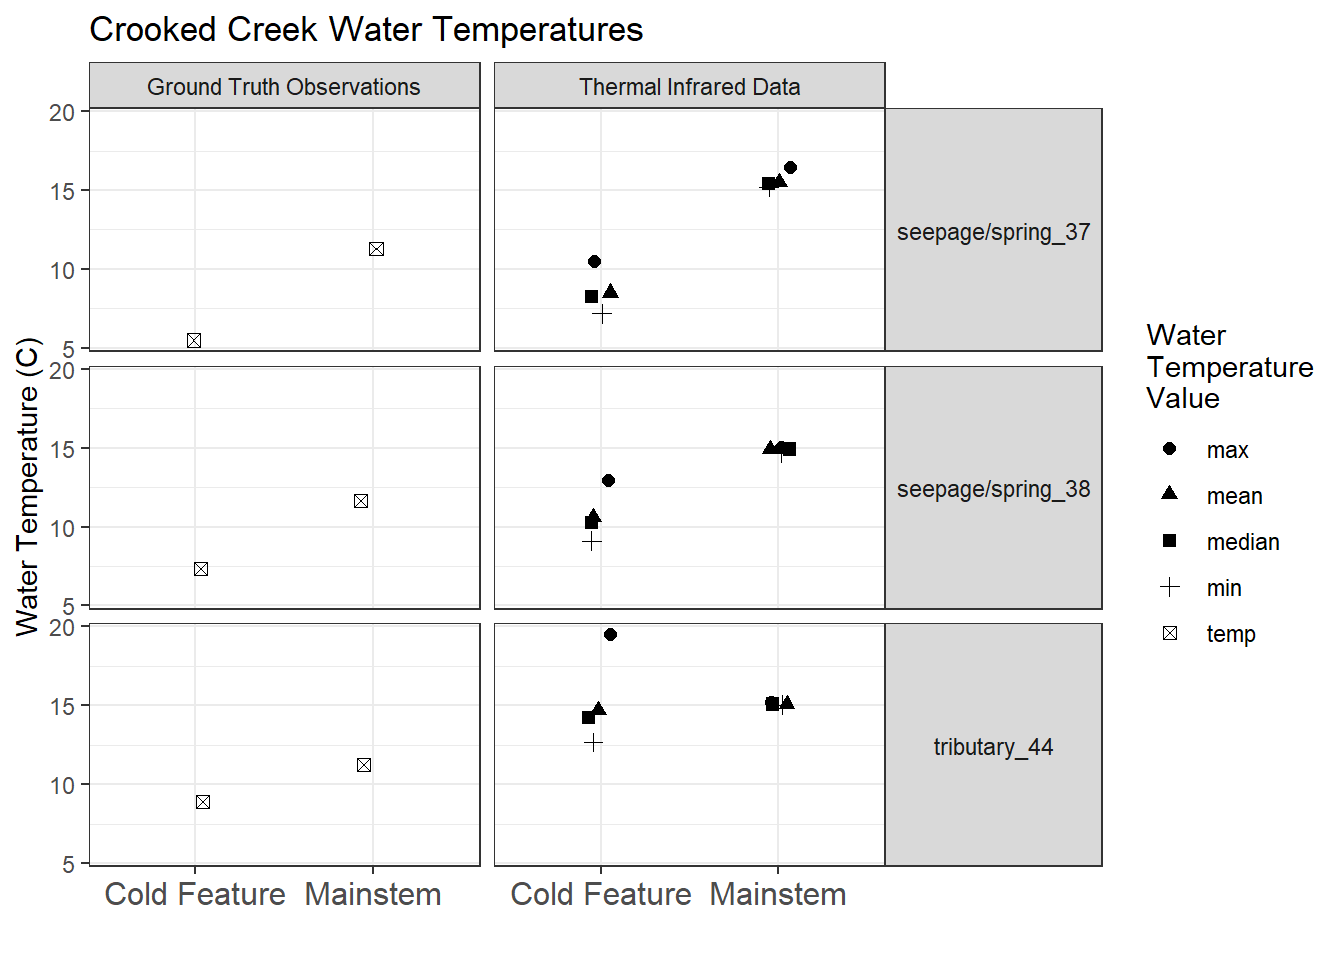 Crooked Creek Water Temperatures
Ground Truth Observations
Thermal Infrared Data
Water Temperature (C)
20
15
10
5
seepage/spring_37
20
15
10
5
seepage/spring_38
20
15
10
5
tributary_44
Cold Feature
Mainstem
Cold Feature
Mainstem
Water
Temperature
Value
max
mean
median
min
temp